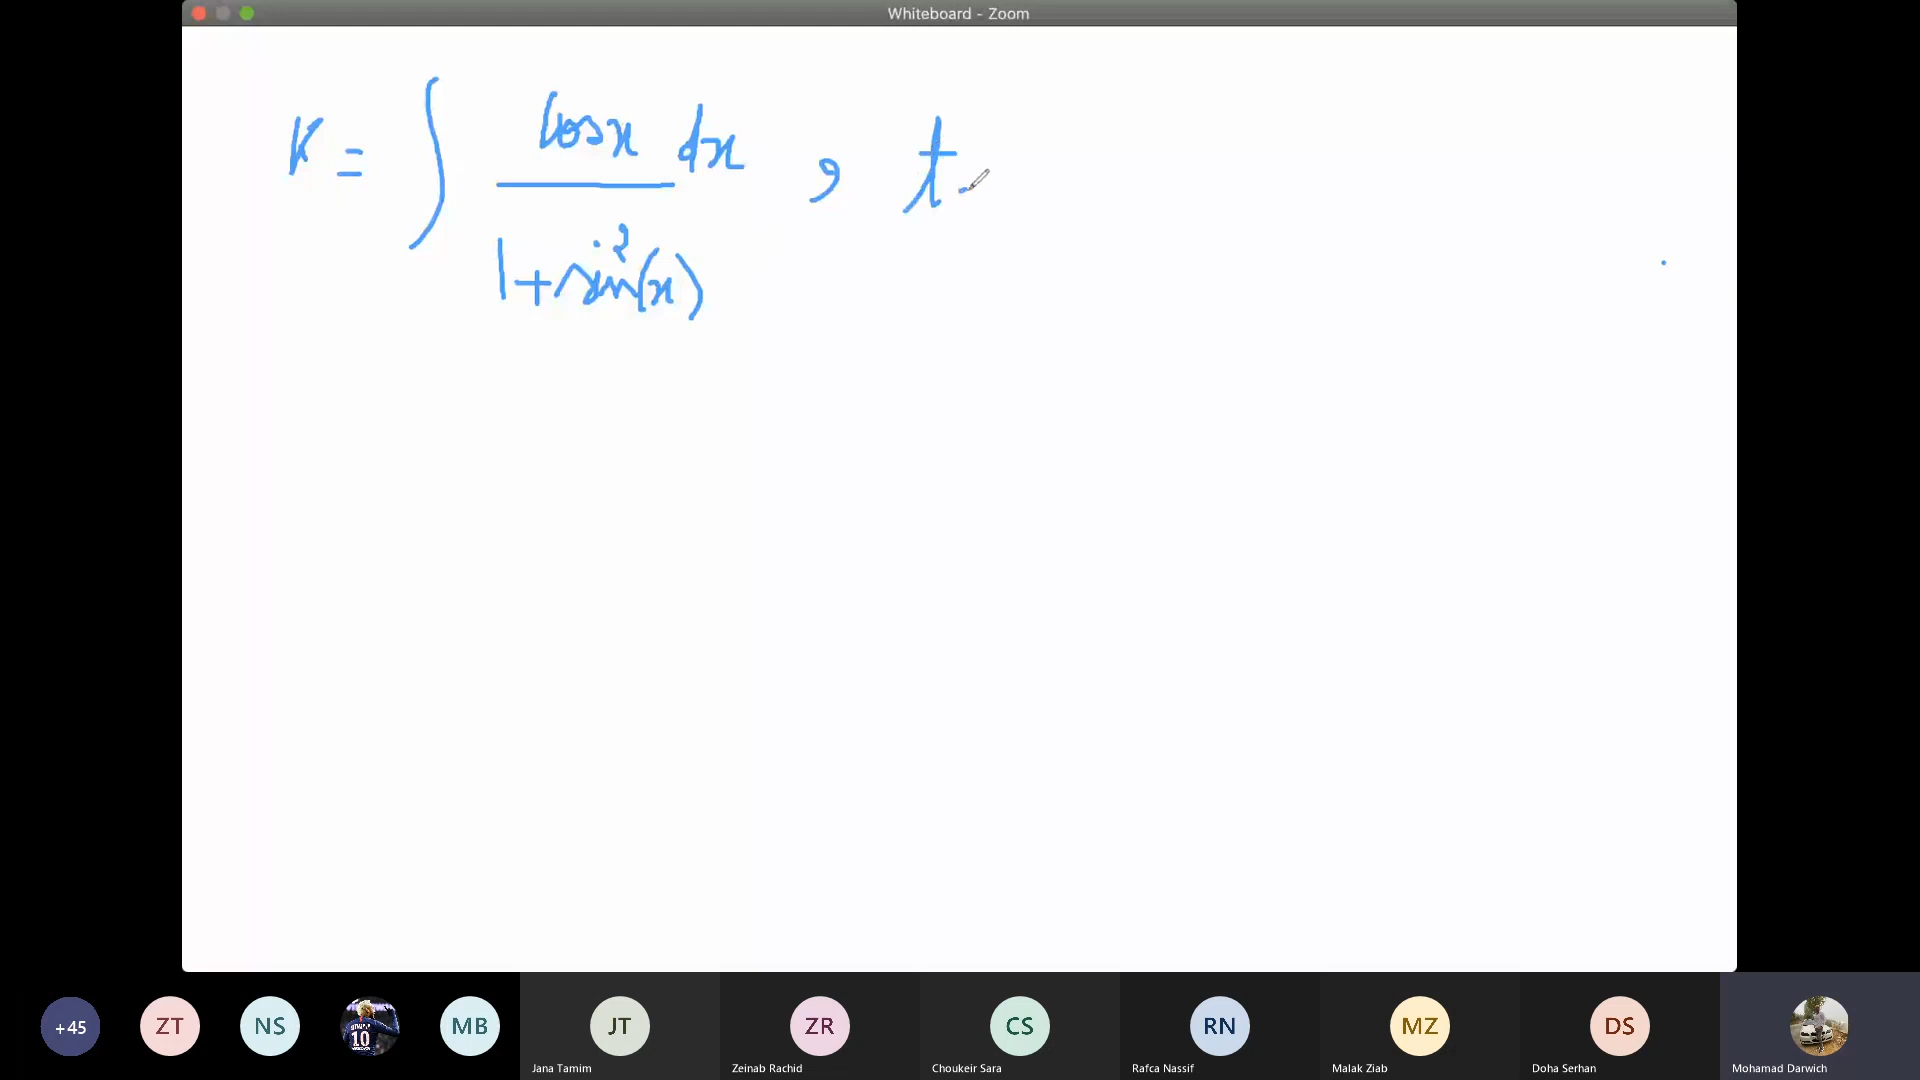 Whiteboard - Zoom
K = ∫ cosx/(1+sin²(x)) dx , t -
+45
ZT
NS
10
MB
JT
ZR
CS
RN
MZ
DS
Jana Tamim
Zeinab Rachid
Choukeir Sara
Rafca Nassif
Malak Ziab
Doha Serhan
Mohamad Darwich